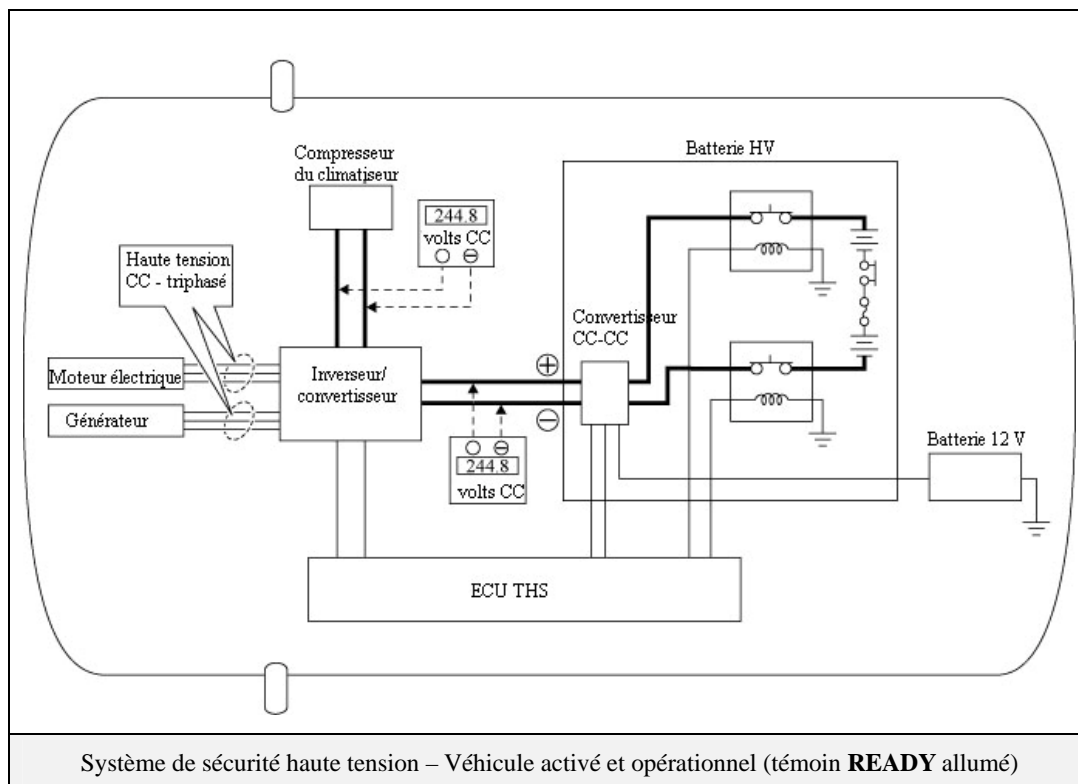 Compresseur
du climatiseur
Batterie HV
244.8
volts CC
Haute tension
CC - triphasé
Convertisseur
CC-CC
Moteur électrique
Générateur
Inverseur/
convertisseur
244.8
volts CC
Batterie 12 V
ECU THS
Système de sécurité haute tension – Véhicule activé et opérationnel (témoin READY allumé)